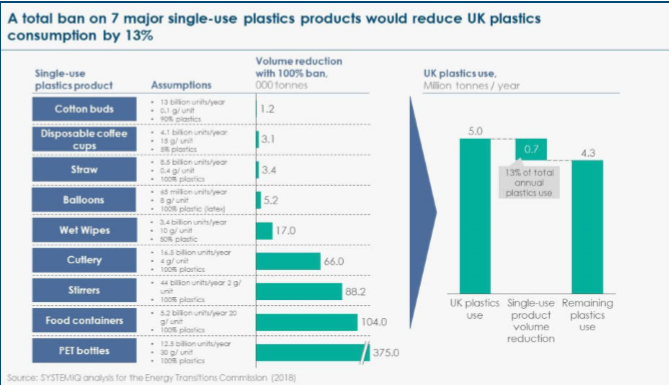 A total ban on 7 major single-use plastics products would reduce UK plastics
consumption by 13%
Single-use
plastics product
Assumptions
Volume reduction
with 100% ban,
000 tonnes
Cotton buds
• 13 billion units/year
• 0.1 g/ unit
• 90% plastics
1.2
Disposable coffee
cups
• 4.1 billion units/year
• 15 g/ unit
• 5% plastics
3.1
Straw
• 8.5 billion units/year
• 0.4 g/ unit
• 100% plastics
3.4
Balloons
• 65 million units/year
• 8 g/ unit
• 100% plastic (latex)
5.2
Wet Wipes
• 3.4 billion units/year
• 10 g/ unit
• 50% plastic
17.0
Cutlery
• 16.5 billion units/year
• 4 g/ unit
• 100% plastics
66.0
Stirrers
• 44 billion units/year 2 g/
unit
• 100% plastics
88.2
Food containers
• 5.2 billion units/year 20
g/ unit
• 100% plastics
104.0
PET bottles
• 12.5 billion units/year
• 30 g/ unit
• 100% plastics
375.0
UK plastics use,
Million tonnes / year
5.0
0.7
4.3
13% of total
annual
plastics use
UK plastics
use
Single-use
product
volume
reduction
Remaining
plastics
use
Source: SYSTEMIQ analysis for the Energy Transitions Commission (2018)